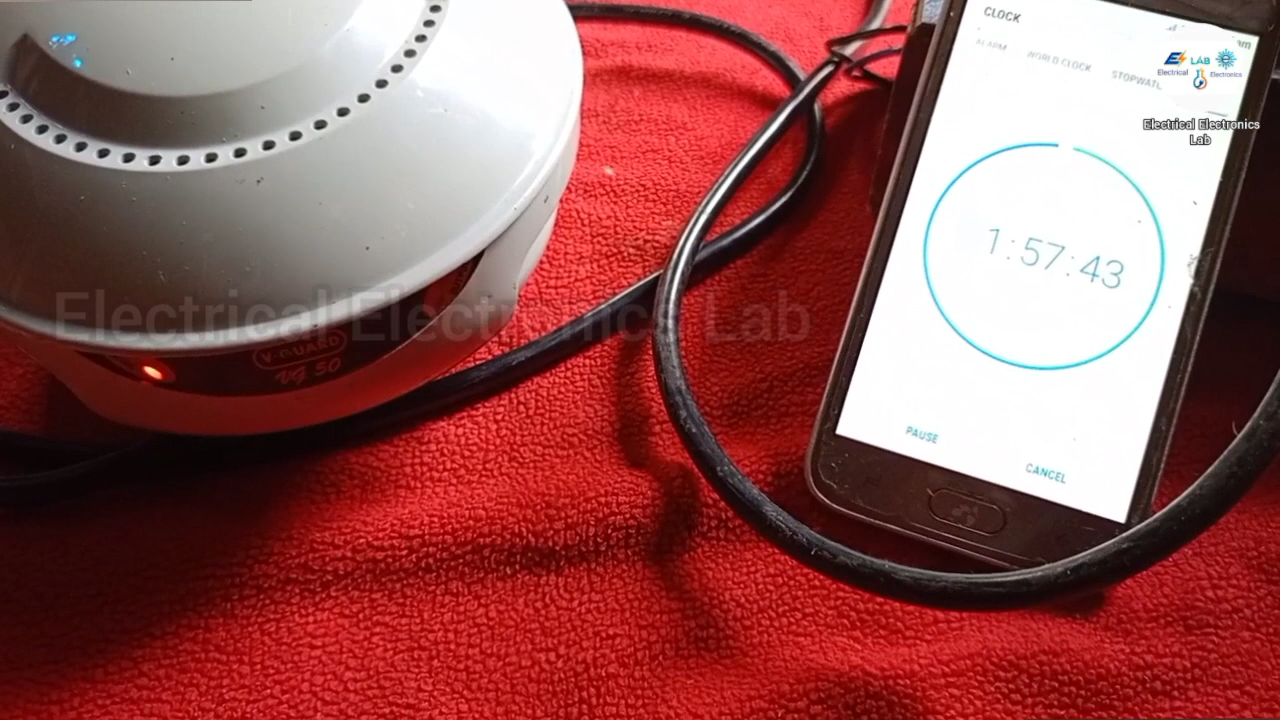 CLOCK
am
ALARM
WORLD CLOCK
LAB
Electrical
Electronics
Electrical Electronics
Lab
1:57:43
Electrical Electronics Lab
V-GUARD
VG 50
PAUSE
CANCEL